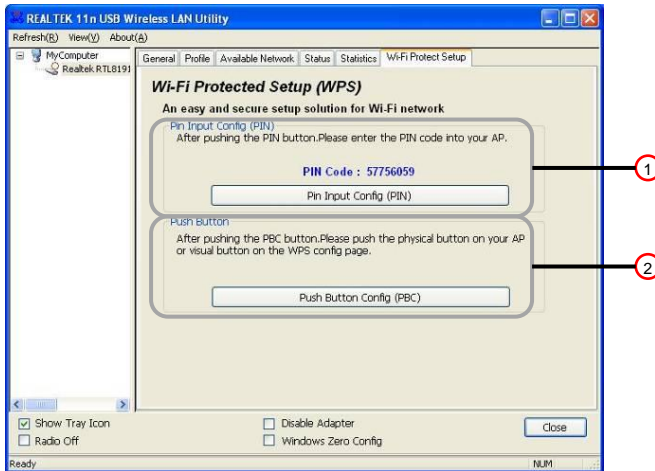 REALTEK 11n USB Wireless LAN Utility
Refresh(R) View(V) About(A)
MyComputer
Realtek RTL8191
General Profile Available Network Status Statistics Wi-Fi Protect Setup
Wi-Fi Protected Setup (WPS)
An easy and secure setup solution for Wi-Fi network
Pin Input Config (PIN)
After pushing the PIN button.Please enter the PIN code into your AP.
PIN Code : 57756059
Pin Input Config (PIN)
1
Push Button
After pushing the PBC button.Please push the physical button on your AP
or visual button on the WPS config page.
2
Push Button Config (PBC)
Show Tray Icon
Radio Off
Disable Adapter
Windows Zero Config
Close
Ready
NUM